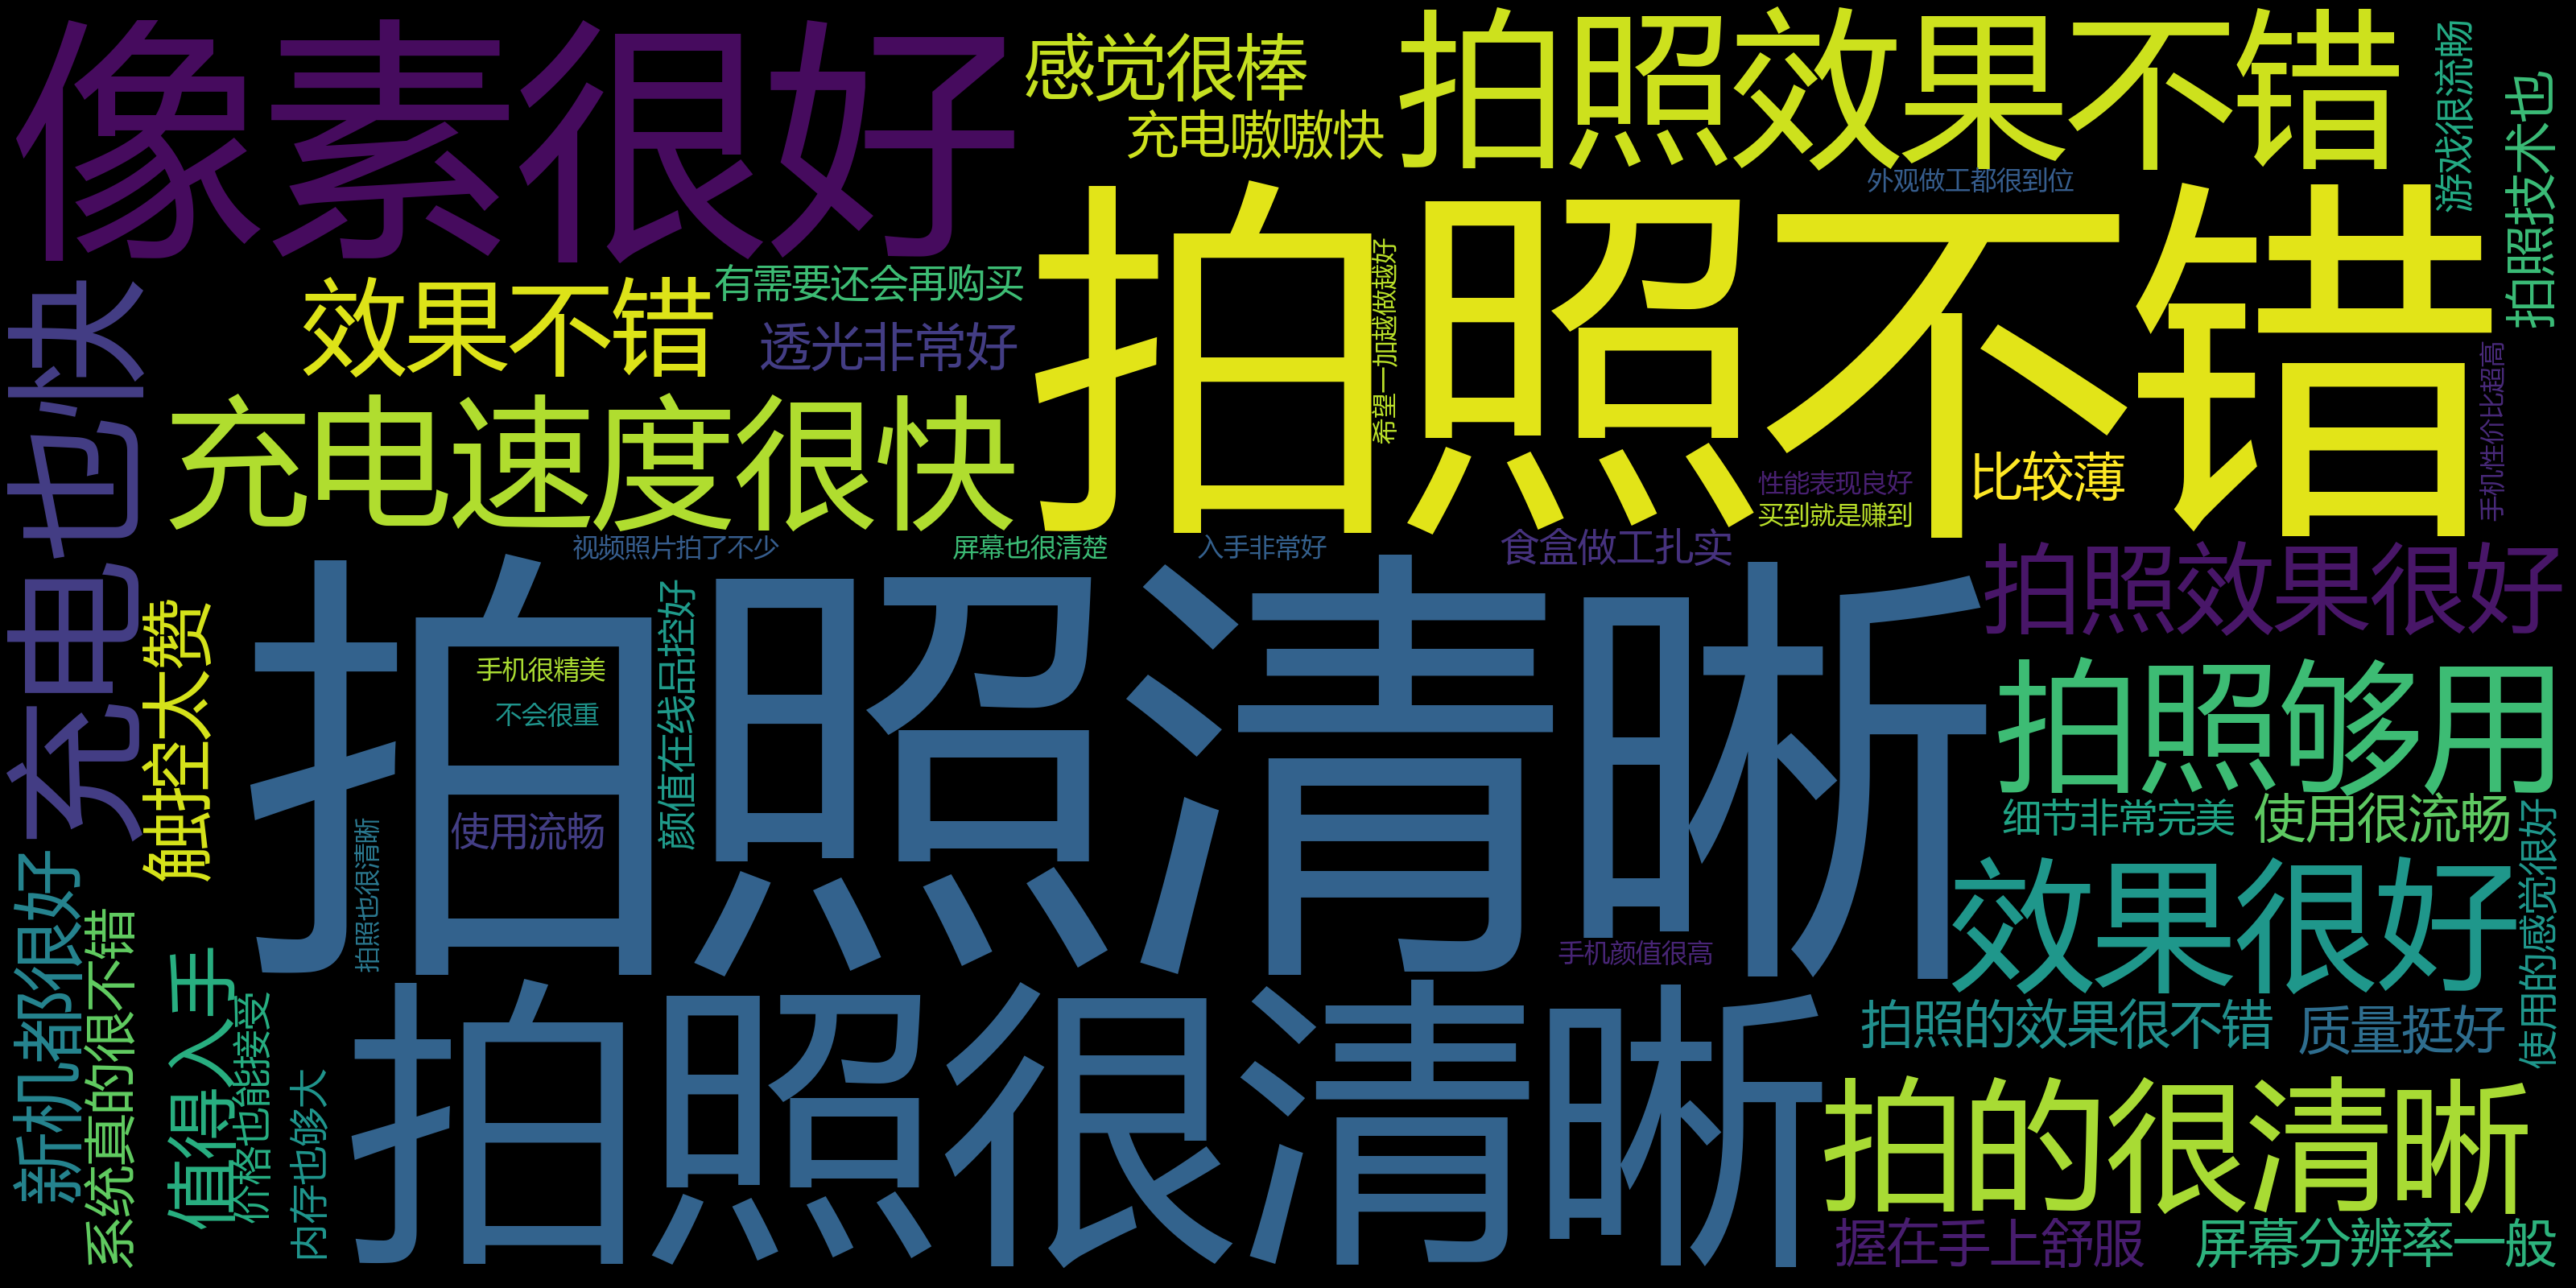 像素很好
感觉很棒
充电嗷嗷快
拍照效果不错
外观做工都很到位
游戏很流畅
拍照技术也
拍照不错
希望一加越做越好
有需要还会再购买
效果不错
透光非常好
充电速度很快
充电也快
比较薄
性能表现良好
买到就是赚到
手机性价比超高
视频照片拍了不少
屏幕也很清楚
入手非常好
食盒做工扎实
拍照效果很好
拍照清晰
触控太赞
手机很精美
不会很重
颜值在线品控好
使用流畅
拍照也很清晰
拍照够用
细节非常完美
使用很流畅
使用的感觉很好
效果很好
手机颜值很高
新机都很好
系统真的很不错
值得入手
价格也能接受
内存也够大
拍照很清晰
拍照的效果很不错
质量挺好
拍的很清晰
握在手上舒服
屏幕分辨率一般